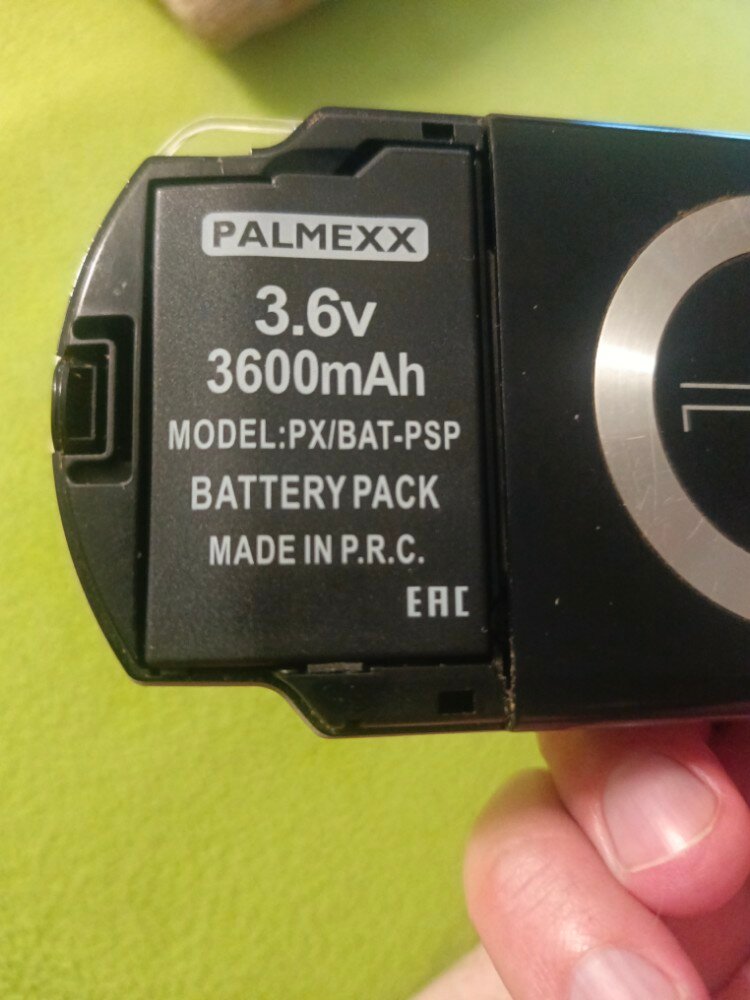 PALMEXX
3.6v
3600mAh
MODEL:PX/BAT-PSP
BATTERY PACK
MADE IN P.R.C.
EAC